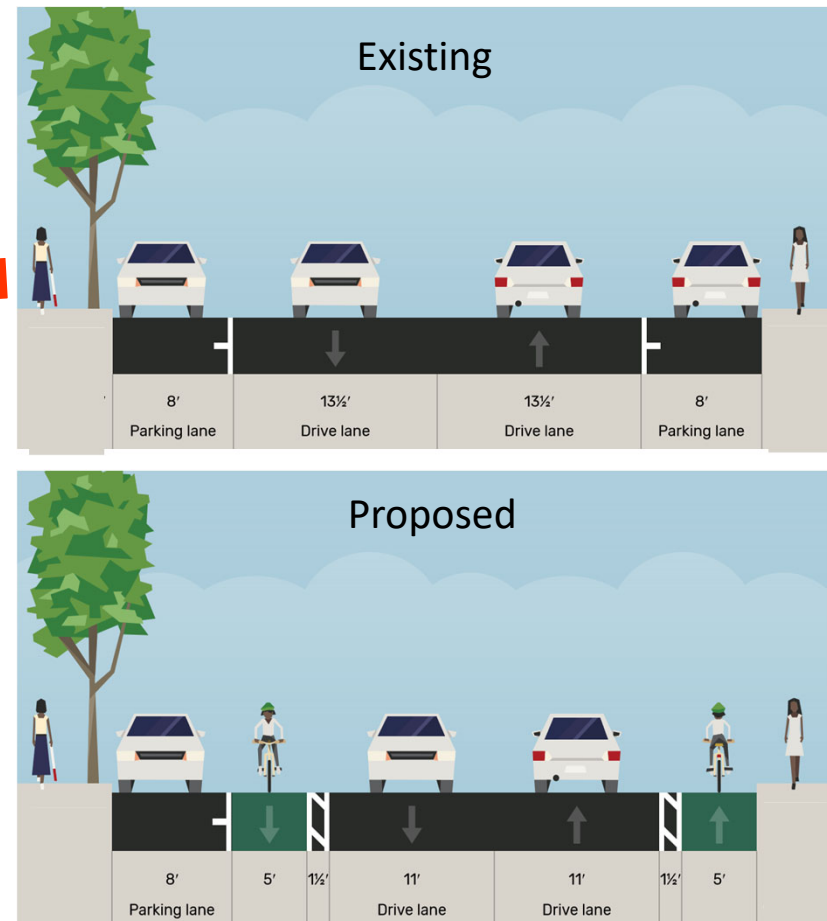 Existing
8′ 13½′ 13½′ 8′
Parking lane Drive lane Drive lane Parking lane
Proposed
8′ 5′ 1½′ 11′ 11′ 1½′ 5′
Parking lane Drive lane Drive lane